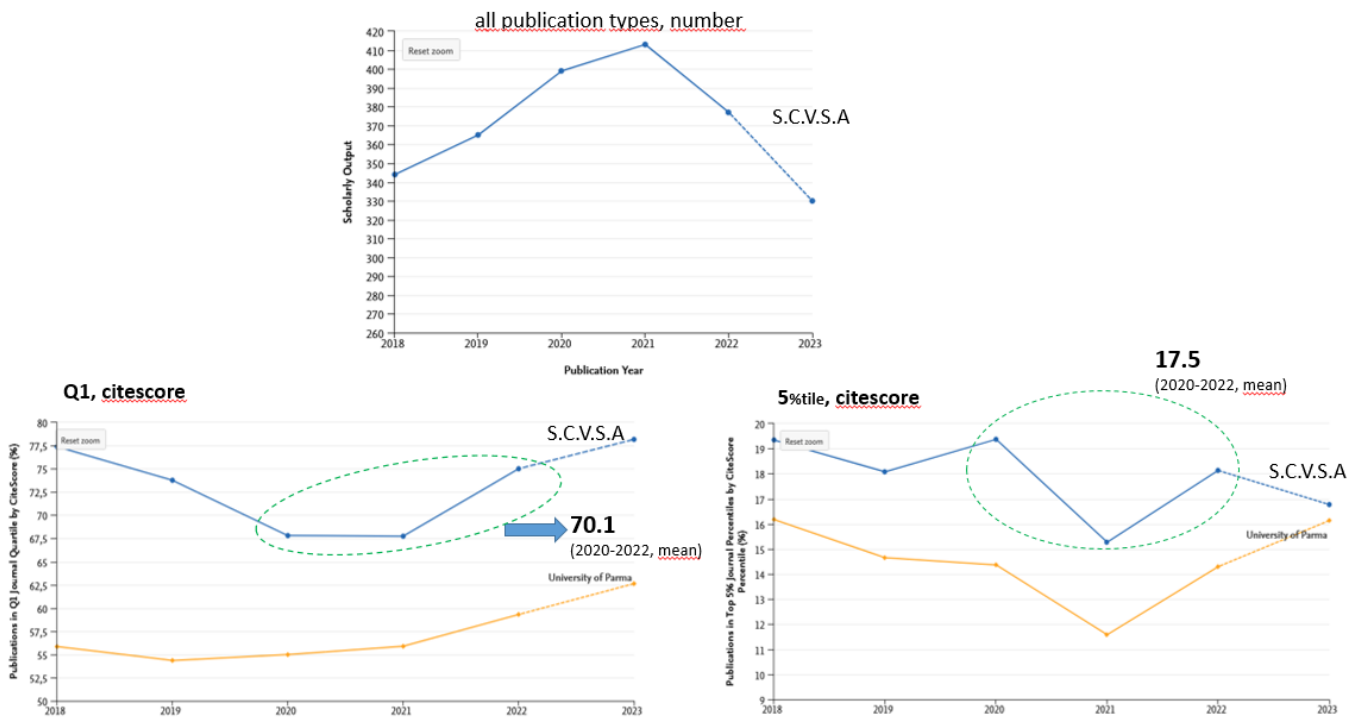 all publication types, number
420
Reset zoom
410
400
390
380
370
360
350
340
330
320
310
300
290
280
270
260
Scholarly Output
S.C.V.S.A
2018 2019 2020 2021 2022 2023
Publication Year
Q1, citescore
80
77,5
Reset zoom
75
72,5
70
67,5
65
62,5
60
57,5
55
52,5
50
Publications in Q1 Journal Quartile by CiteScore (%)
S.C.V.S.A
70.1
(2020-2022, mean)
University of Parma
2018 2019 2020 2021 2022 2023
17.5
(2020-2022, mean)
5%tile, citescore
20
19
Reset zoom
18
17
16
15
14
13
12
11
10
9
Publications in Top 5% Journal Percentiles by CiteScore
Percentile (%)
S.C.V.S.A
University of Parma
2018 2019 2020 2021 2022 2023